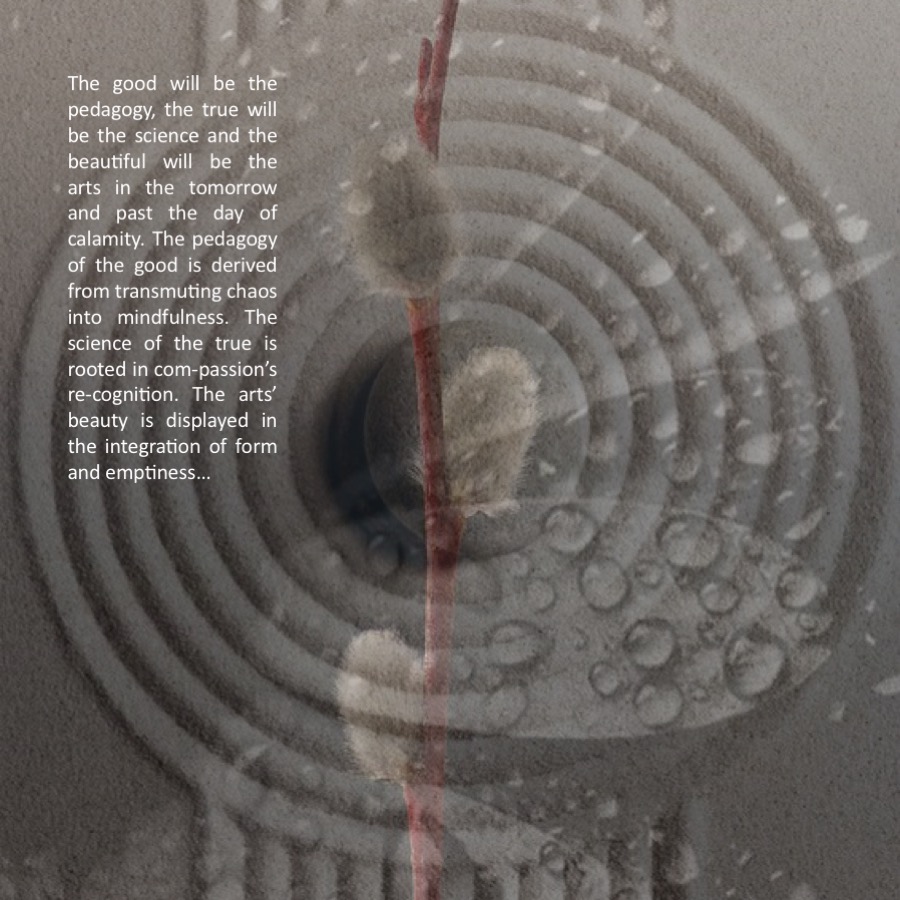 The good will be the
pedagogy, the true will
be the science and the
beautiful will be the
arts in the tomorrow
and past the day of
calamity. The pedagogy
of the good is derived
from transmuting chaos
into mindfulness. The
science of the true is
rooted in com-passion’s
re-cognition. The arts’
beauty is displayed in
the integration of form
and emptiness...